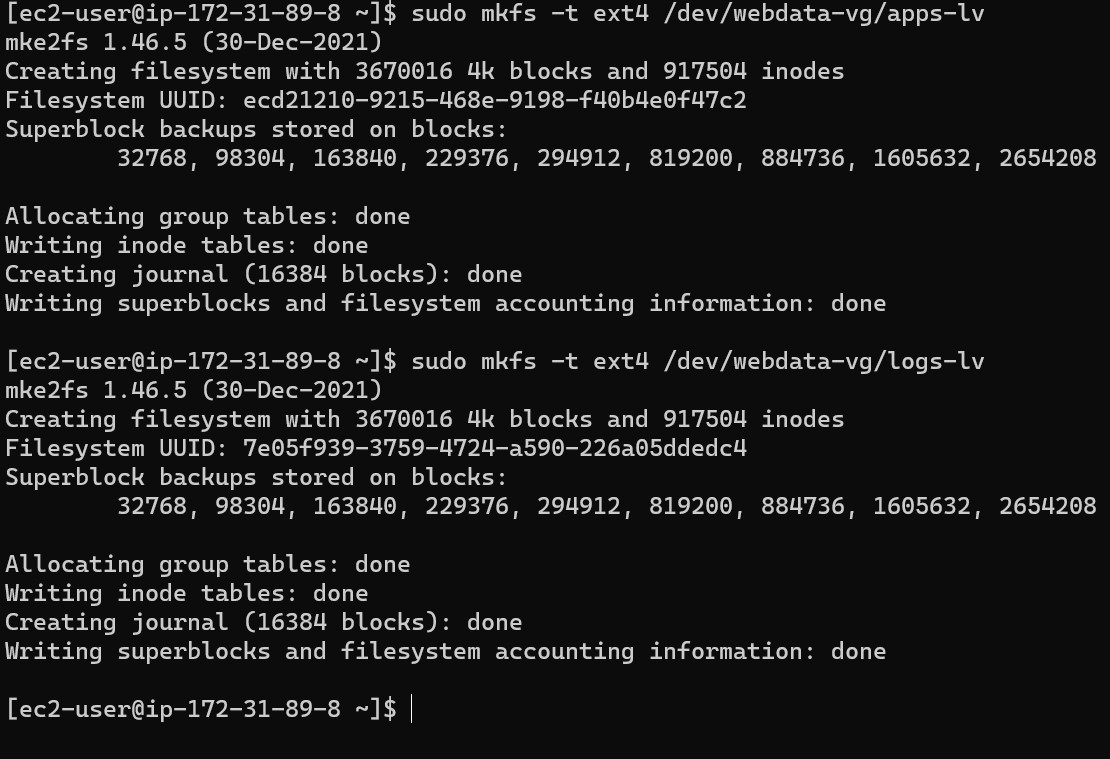 [ec2-user@ip-172-31-89-8 ~]$ sudo mkfs -t ext4 /dev/webdata-vg/apps-lv
mke2fs 1.46.5 (30-Dec-2021)
Creating filesystem with 3670016 4k blocks and 917504 inodes
Filesystem UUID: ecd21210-9215-468e-9198-f40b4e0f47c2
Superblock backups stored on blocks:
        32768, 98304, 163840, 229376, 294912, 819200, 884736, 1605632, 2654208

Allocating group tables: done
Writing inode tables: done
Creating journal (16384 blocks): done
Writing superblocks and filesystem accounting information: done

[ec2-user@ip-172-31-89-8 ~]$ sudo mkfs -t ext4 /dev/webdata-vg/logs-lv
mke2fs 1.46.5 (30-Dec-2021)
Creating filesystem with 3670016 4k blocks and 917504 inodes
Filesystem UUID: 7e05f939-3759-4724-a590-226a05ddedc4
Superblock backups stored on blocks:
        32768, 98304, 163840, 229376, 294912, 819200, 884736, 1605632, 2654208

Allocating group tables: done
Writing inode tables: done
Creating journal (16384 blocks): done
Writing superblocks and filesystem accounting information: done

[ec2-user@ip-172-31-89-8 ~]$